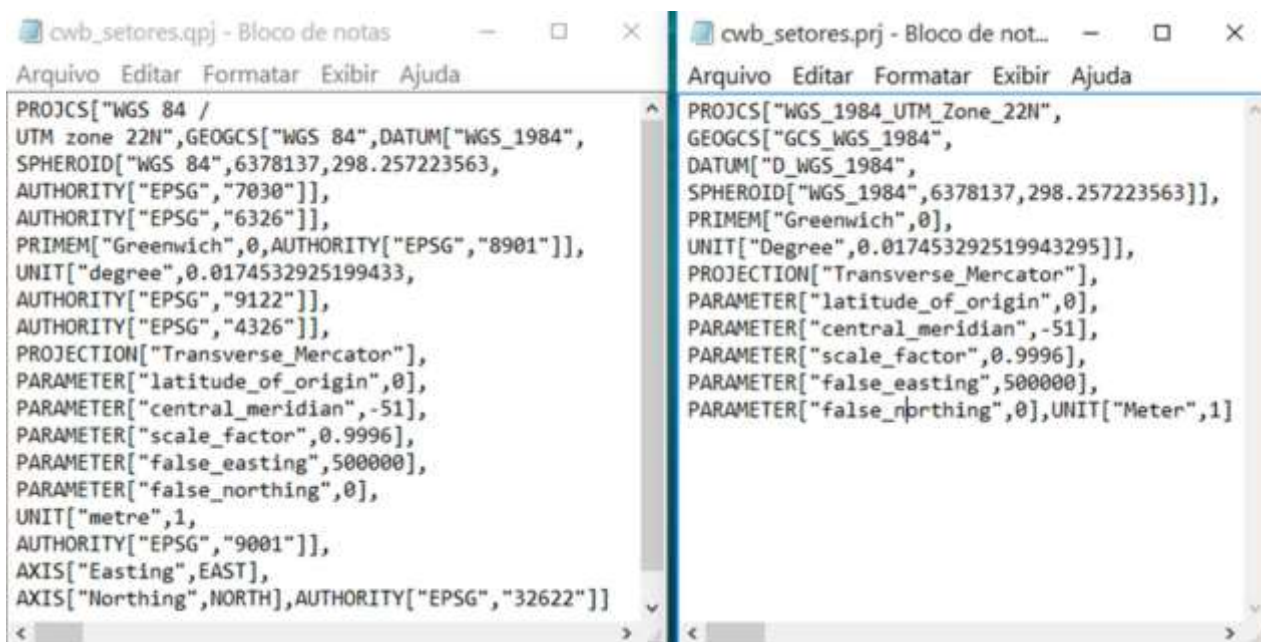 cwb_setores.qpj - Bloco de notas
Arquivo Editar Formatar Exibir Ajuda
PROJCS["WGS 84 /
UTM zone 22N",GEOGCS["WGS 84",DATUM["WGS_1984",
SPHEROID["WGS 84",6378137,298.257223563,
AUTHORITY["EPSG","7030"]],
AUTHORITY["EPSG","6326"]],
PRIMEM["Greenwich",0,AUTHORITY["EPSG","8901"]],
UNIT["degree",0.0174532925199433,
AUTHORITY["EPSG","9122"]],
AUTHORITY["EPSG","4326"]],
PROJECTION["Transverse_Mercator"],
PARAMETER["latitude_of_origin",0],
PARAMETER["central_meridian",-51],
PARAMETER["scale_factor",0.9996],
PARAMETER["false_easting",500000],
PARAMETER["false_northing",0],
UNIT["metre",1,
AUTHORITY["EPSG","9001"]],
AXIS["Easting",EAST],
AXIS["Northing",NORTH],AUTHORITY["EPSG","32622"]]
cwb_setores.prj - Bloco de not...
Arquivo Editar Formatar Exibir Ajuda
PROJCS["WGS_1984_UTM_Zone_22N",
GEOGCS["GCS_WGS_1984",
DATUM["D_WGS_1984",
SPHEROID["WGS_1984",6378137,298.257223563]],
PRIMEM["Greenwich",0],
UNIT["Degree",0.017453292519943295]],
PROJECTION["Transverse_Mercator"],
PARAMETER["latitude_of_origin",0],
PARAMETER["central_meridian",-51],
PARAMETER["scale_factor",0.9996],
PARAMETER["false_easting",500000],
PARAMETER["false_northing",0],UNIT["Meter",1]